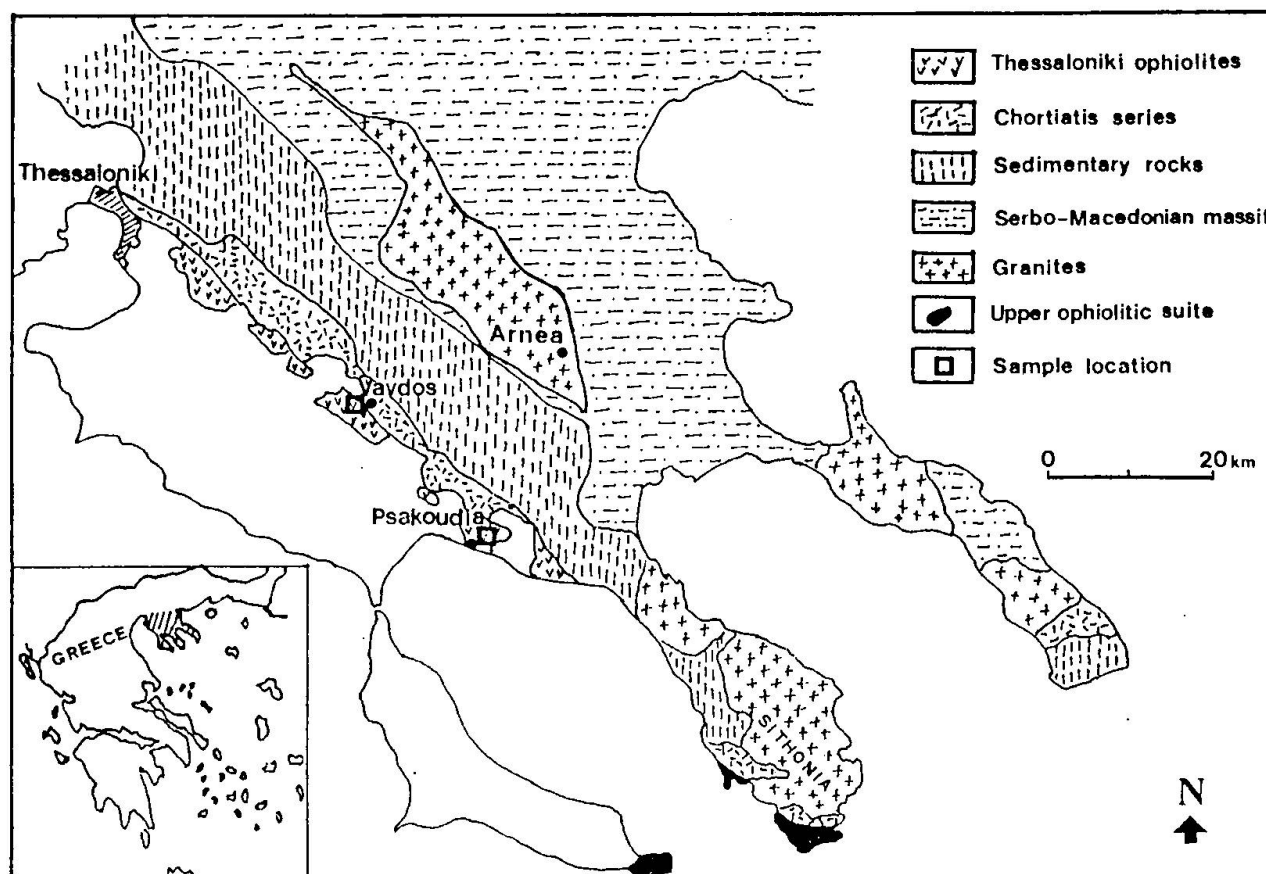 Thessaloniki ophiolites
Chortiatis series
Sedimentary rocks
Serbo-Macedonian massif
Granites
Upper ophiolitic suite
Sample location
Thessaloniki
Arnea
Vavdos
0 20 km
Psakoudia
GREECE
SITHONIA
N